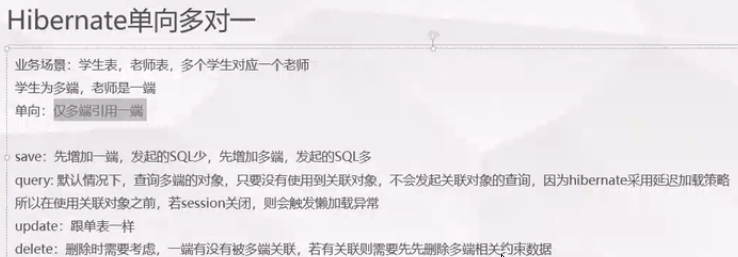 Hibernate单向多对一
业务场景：学生表，老师表，多个学生对应一个老师
学生为多端，老师是一端
单向：仅多端引用一端
save：先增加一端，发起的SQL少，先增加多端，发起的SQL多
query: 默认情况下，查询多端的对象，只要没有使用到关联对象，不会发起关联对象的查询，因为hibernate采用延迟加载策略
所以在使用关联对象之前，若session关闭，则会触发懒加载异常
update：跟单表一样
delete：删除时需要考虑，一端有没有被多端关联，若有关联则需要先先删除多端相关约束数据